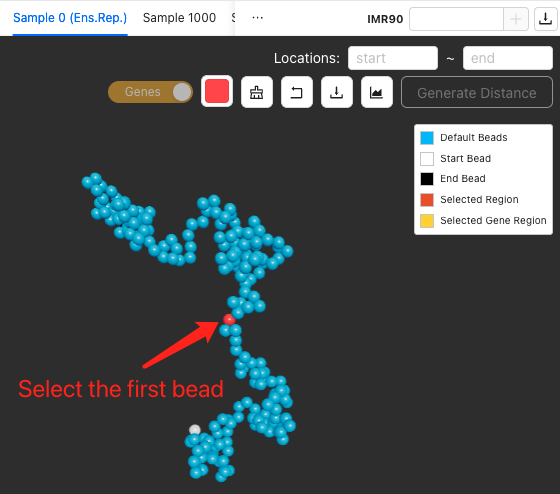 Sample 0 (Ens.Rep.) Sample 1000 ... IMR90
Locations: start ~ end
Genes Generate Distance
Default Beads
Start Bead
End Bead
Selected Region
Selected Gene Region
Select the first bead